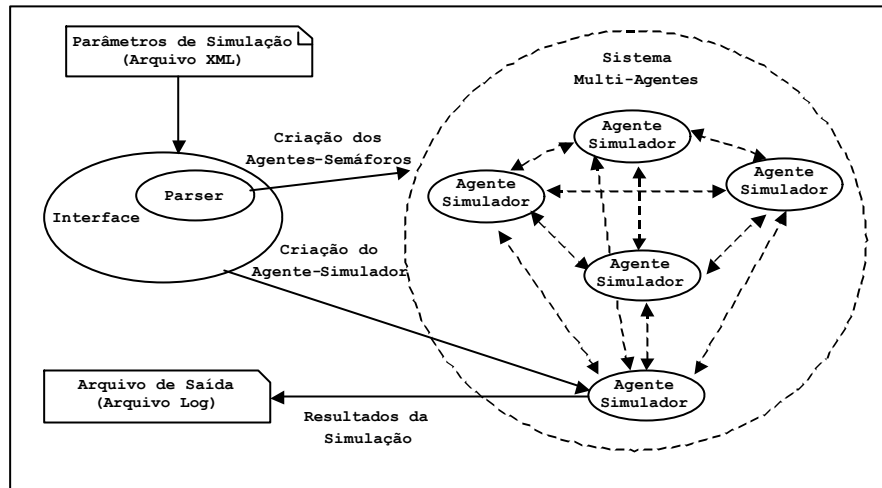 Parâmetros de Simulação
(Arquivo XML)
Sistema
Multi-Agentes
Criação dos
Agentes-Semáforos
Agente
Simulador
Agente
Simulador
Agente
Simulador
Parser
Interface
Criação do
Agente-Simulador
Agente
Simulador
Arquivo de Saída
(Arquivo Log)
Agente
Simulador
Resultados da
Simulação